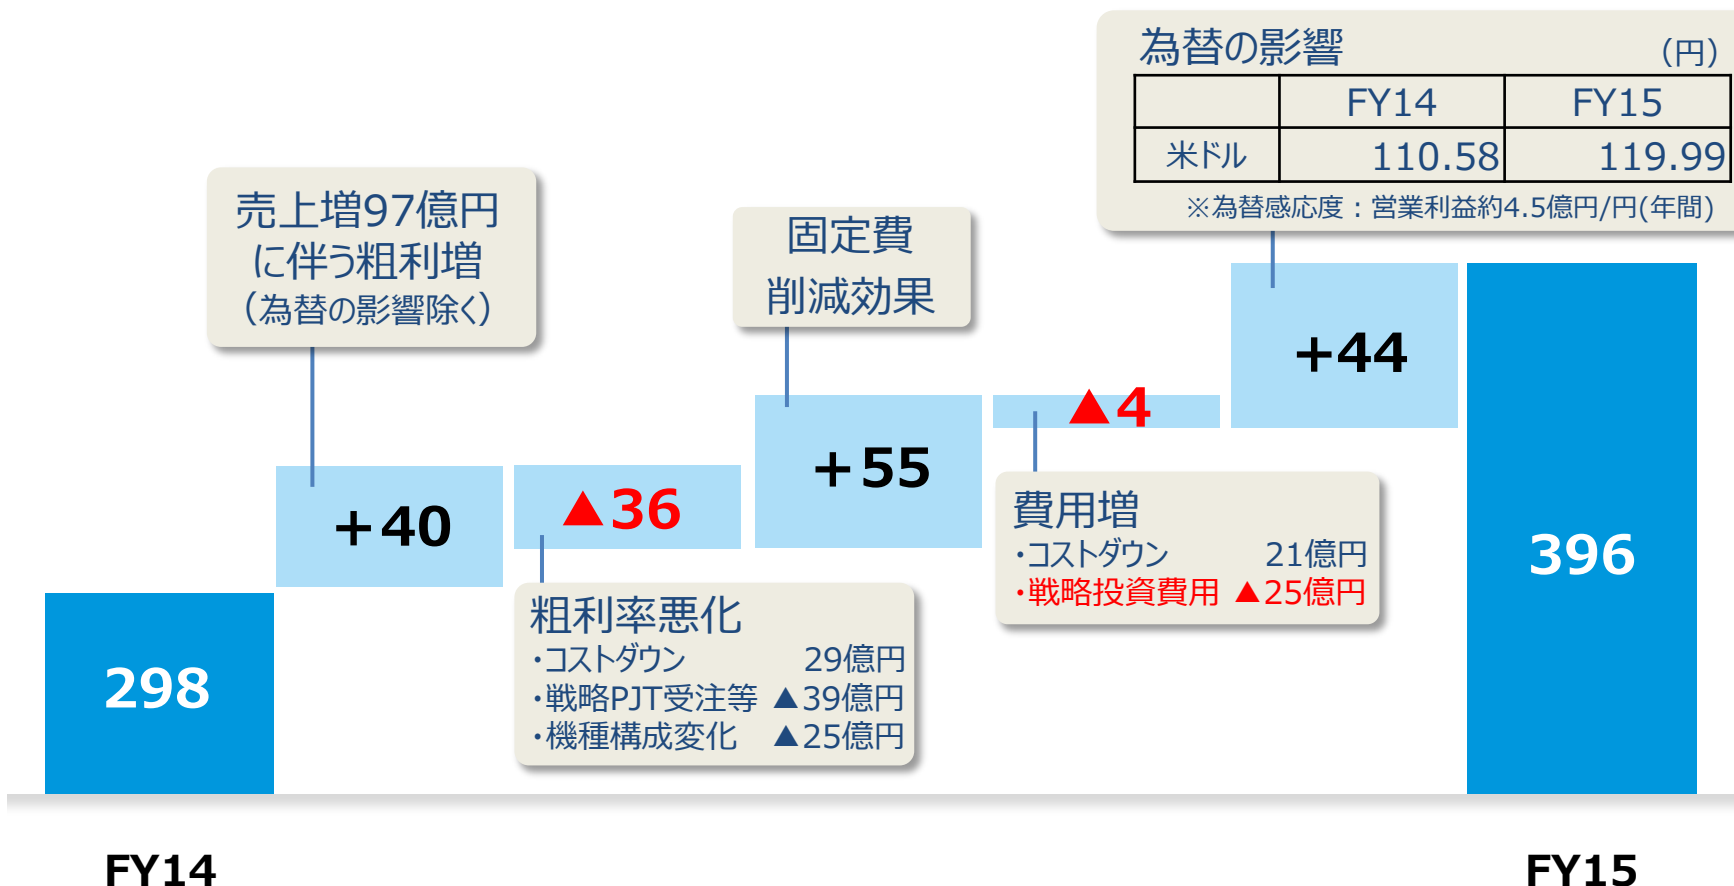 為替の影響 (円)
FY14 FY15
米ドル 110.58 119.99
※為替感応度：営業利益約4.5億円/円(年間)
売上増97億円
に伴う粗利増
(為替の影響除く)
固定費
削減効果
+44
▲4
+55
+40
▲36
費用増
・コストダウン 21億円
・戦略投資費用 ▲25億円
粗利率悪化
・コストダウン 29億円
・戦略PJT受注等 ▲39億円
・機種構成変化 ▲25億円
298
396
FY14 FY15